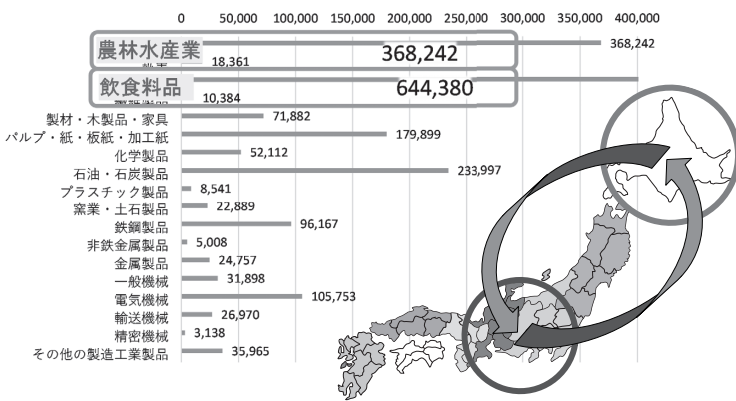 0 50,000 100,000 150,000 200,000 250,000 300,000 350,000 400,000
農林水産業 368,242 368,242
18,361
飲食料品 644,380
10,384
製材・木製品・家具 71,882
パルプ・紙・板紙・加工紙 179,899
化学製品 52,112
石油・石炭製品 233,997
プラスチック製品 8,541
窯業・土石製品 22,889
鉄鋼製品 96,167
非鉄金属製品 5,008
金属製品 24,757
一般機械 31,898
電気機械 105,753
輸送機械 26,970
精密機械 3,138
その他の製造工業製品 35,965